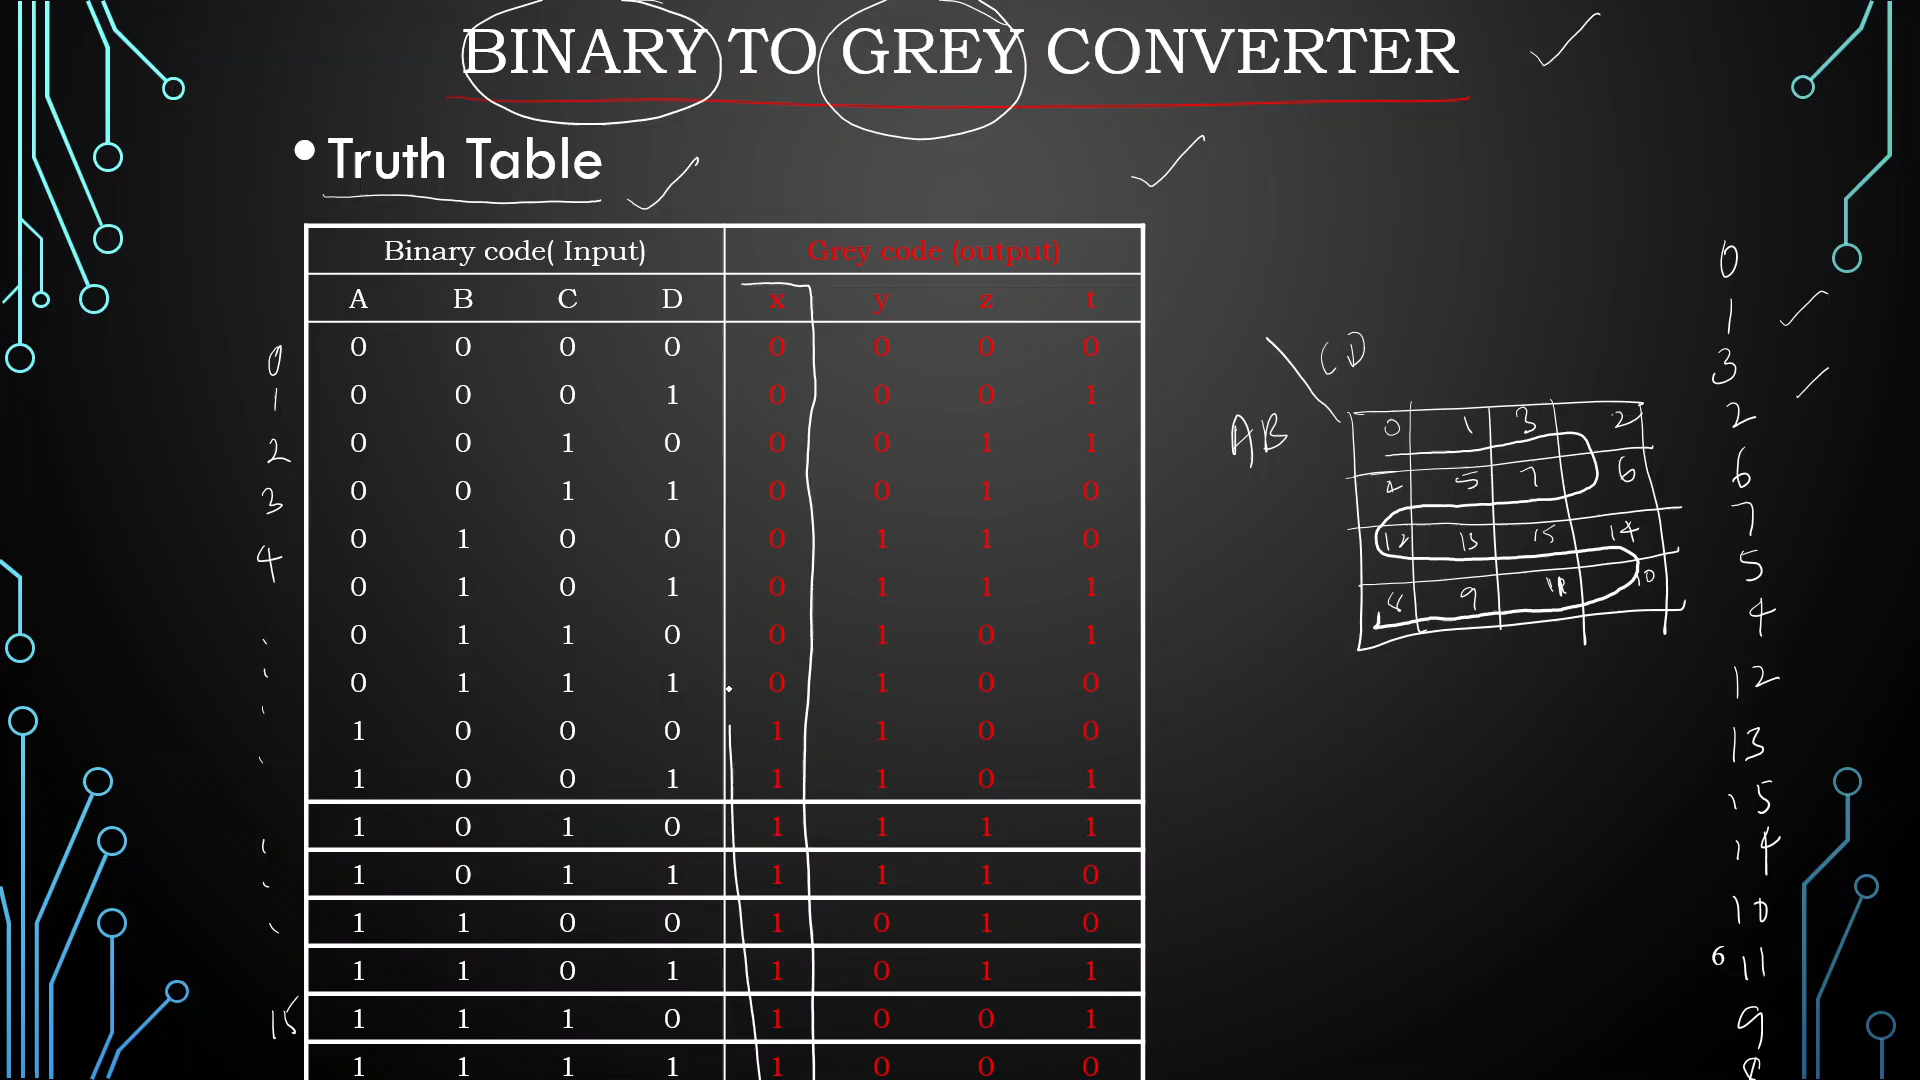 BINARY TO GREY CONVERTER
• Truth Table
Binary code( Input) Grey code (output)
A B C D x y z t
0 0 0 0 0 0 0 0
0 0 0 1 0 0 0 1
0 0 1 0 0 0 1 1
0 0 1 1 0 0 1 0
0 1 0 0 0 1 1 0
0 1 0 1 0 1 1 1
0 1 1 0 0 1 0 1
0 1 1 1 0 1 0 0
1 0 0 0 1 1 0 0
1 0 0 1 1 1 0 1
1 0 1 0 1 1 1 1
1 0 1 1 1 1 1 0
1 1 0 0 1 0 1 0
1 1 0 1 1 0 1 1
1 1 1 0 1 0 0 1
1 1 1 1 1 0 0 0
0
1
2
3
4
15
CD
AB
0 1 3 2
4 5 7 6
12 13 15 14
8 9 11 10
0
1
3
2
6
7
5
4
12
13
15
14
10
6 11
9
8